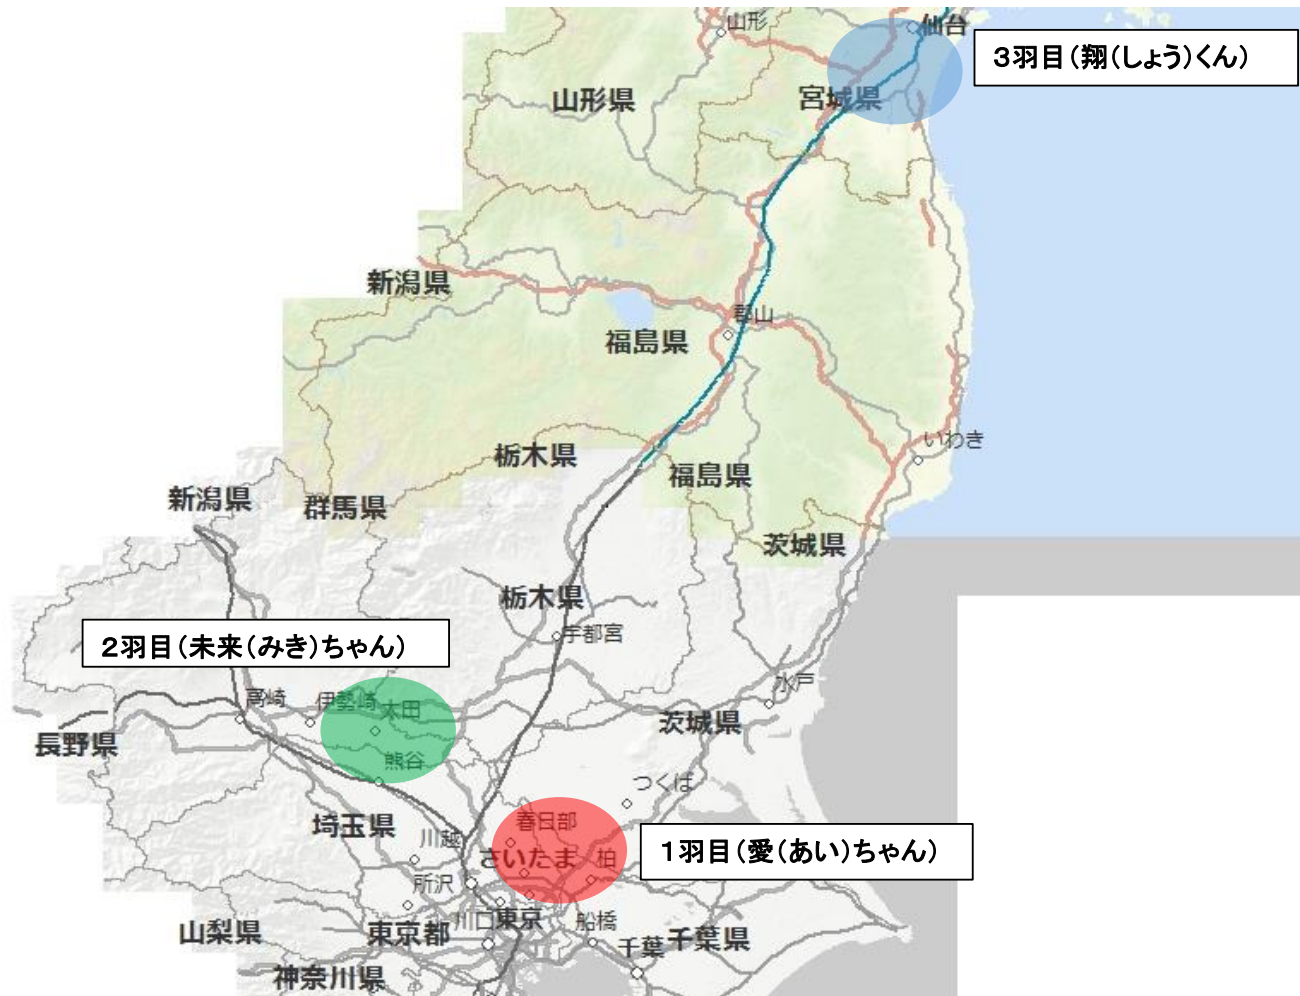 山形
仙台
3羽目(翔(しょう)くん)
山形県
宮城県
新潟県
郡山
福島県
いわき
栃木県
福島県
新潟県
群馬県
茨城県
栃木県
宇都宮
2羽目(未来(みき)ちゃん)
水戸
高崎
伊勢崎
太田
茨城県
長野県
熊谷
つくば
埼玉県
春日部
川越
さいたま
柏
1羽目(愛(あい)ちゃん)
所沢
山梨県
東京都
川口
東京
船橋
千葉
千葉県
神奈川県